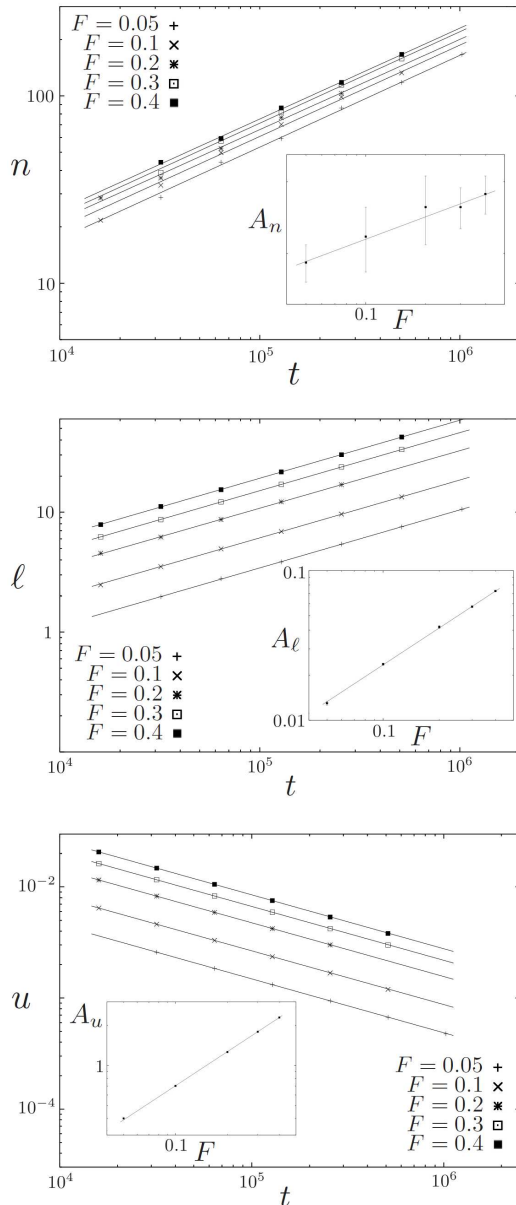 F = 0.05 +
F = 0.1 ×
F = 0.2 ∗
F = 0.3 ⊡
F = 0.4 ■
100
n
10
A_n
0.1
F
10^4 10^5 10^6
t
10
ℓ
1
0.1
A_ℓ
0.01
0.1
F
F = 0.05 +
F = 0.1 ×
F = 0.2 ∗
F = 0.3 ⊡
F = 0.4 ■
10^4 10^5 10^6
t
10^{-2}
u
10^{-4}
A_u
1
0.1
F
F = 0.05 +
F = 0.1 ×
F = 0.2 ∗
F = 0.3 ⊡
F = 0.4 ■
10^4 10^5 10^6
t